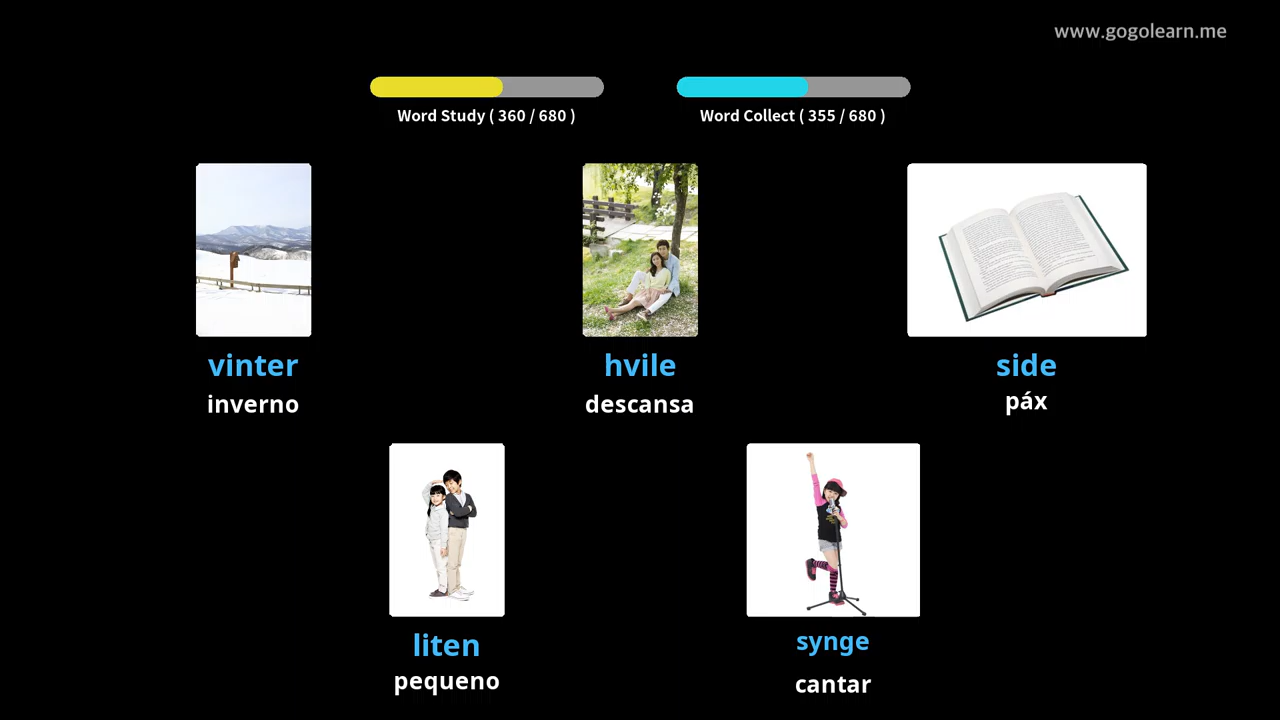 www.gogolearn.me
Word Study ( 360 / 680 )
Word Collect ( 355 / 680 )
vinter
inverno
hvile
descansa
side
páx
liten
pequeno
synge
cantar